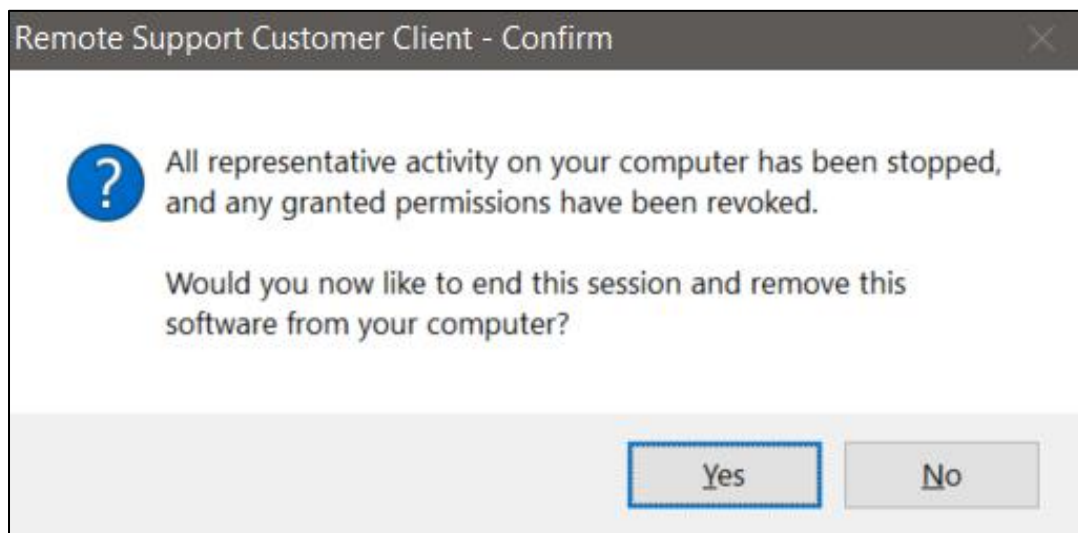 Remote Support Customer Client - Confirm
All representative activity on your computer has been stopped,
and any granted permissions have been revoked.
Would you now like to end this session and remove this
software from your computer?
Yes
No